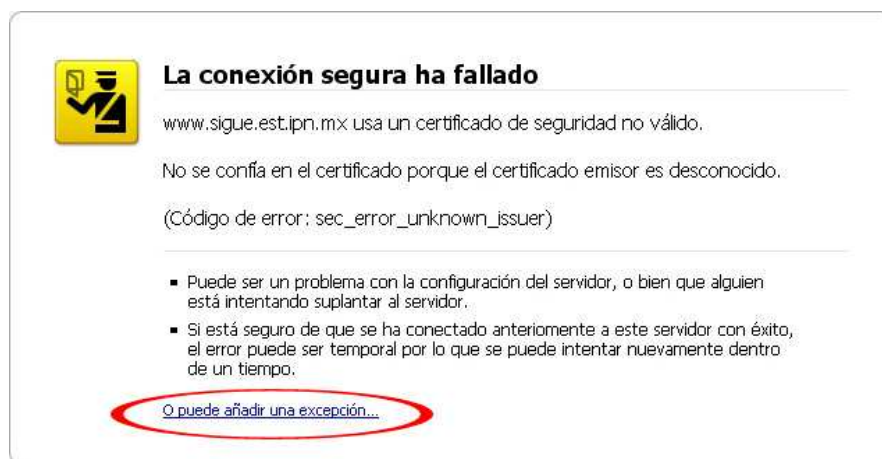 La conexión segura ha fallado
www.sigue.est.ipn.mx usa un certificado de seguridad no válido.
No se confía en el certificado porque el certificado emisor es desconocido.
(Código de error: sec_error_unknown_issuer)
Puede ser un problema con la configuración del servidor, o bien que alguien
está intentando suplantar al servidor.
Si está seguro de que se ha conectado anteriormente a este servidor con éxito,
el error puede ser temporal por lo que se puede intentar nuevamente dentro
de un tiempo.
O puede añadir una excepción...